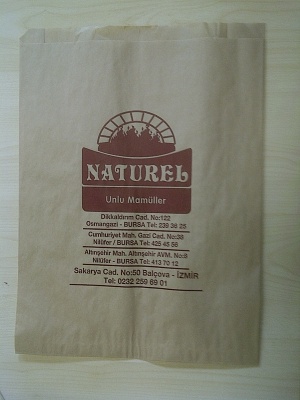 NATUREL
Unlu Mamüller
Dikkaldırım Cad. No:122
Osmangazi - BURSA Tel: 239 36 25
Cumhuriyet Mah. Gazi Cad. No:36
Nilüfer / BURSA Tel: 425 45 56
Altınşehir Mah. Altınşehir AVM. No:8
Nilüfer - BURSA Tel: 413 70 12
Sakarya Cad. No:50 Balçova - İZMİR
Tel: 0232 259 69 01